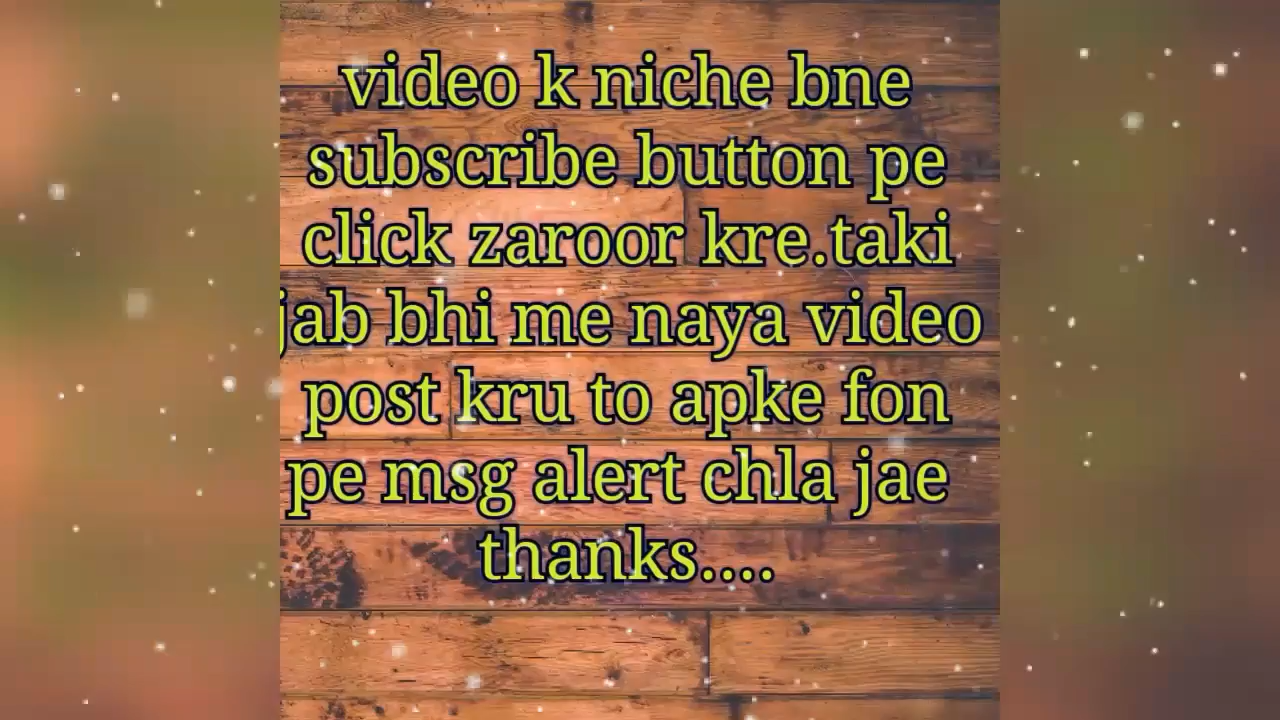 video k niche bne
subscribe button pe
click zaroor kre.taki
jab bhi me naya video
post kru to apke fon
pe msg alert chla jae
thanks....